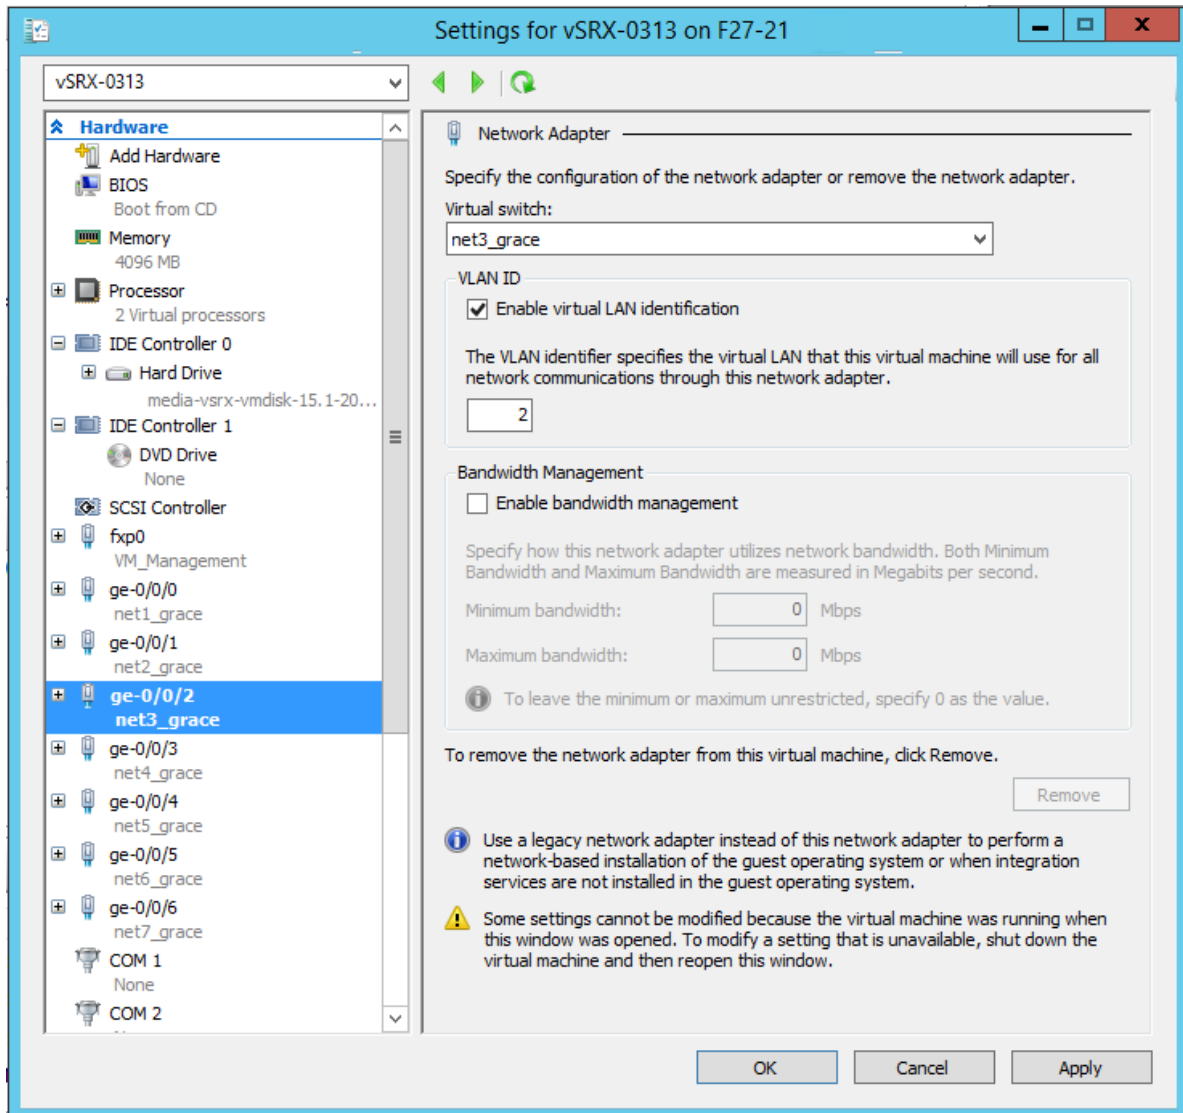 Settings for vSRX-0313 on F27-21
vSRX-0313
Hardware
Add Hardware
BIOS
Boot from CD
Memory
4096 MB
Processor
2 Virtual processors
IDE Controller 0
Hard Drive
media-vsrx-vmdisk-15.1-20...
IDE Controller 1
DVD Drive
None
SCSI Controller
fxp0
VM_Management
ge-0/0/0
net1_grace
ge-0/0/1
net2_grace
ge-0/0/2
net3_grace
ge-0/0/3
net4_grace
ge-0/0/4
net5_grace
ge-0/0/5
net6_grace
ge-0/0/6
net7_grace
COM 1
None
COM 2
Network Adapter
Specify the configuration of the network adapter or remove the network adapter.
Virtual switch:
net3_grace
VLAN ID
Enable virtual LAN identification
The VLAN identifier specifies the virtual LAN that this virtual machine will use for all
network communications through this network adapter.
2
Bandwidth Management
Enable bandwidth management
Specify how this network adapter utilizes network bandwidth. Both Minimum
Bandwidth and Maximum Bandwidth are measured in Megabits per second.
Minimum bandwidth: 0 Mbps
Maximum bandwidth: 0 Mbps
To leave the minimum or maximum unrestricted, specify 0 as the value.
To remove the network adapter from this virtual machine, click Remove.
Remove
Use a legacy network adapter instead of this network adapter to perform a
network-based installation of the guest operating system or when integration
services are not installed in the guest operating system.
Some settings cannot be modified because the virtual machine was running when
this window was opened. To modify a setting that is unavailable, shut down the
virtual machine and then reopen this window.
OK Cancel Apply